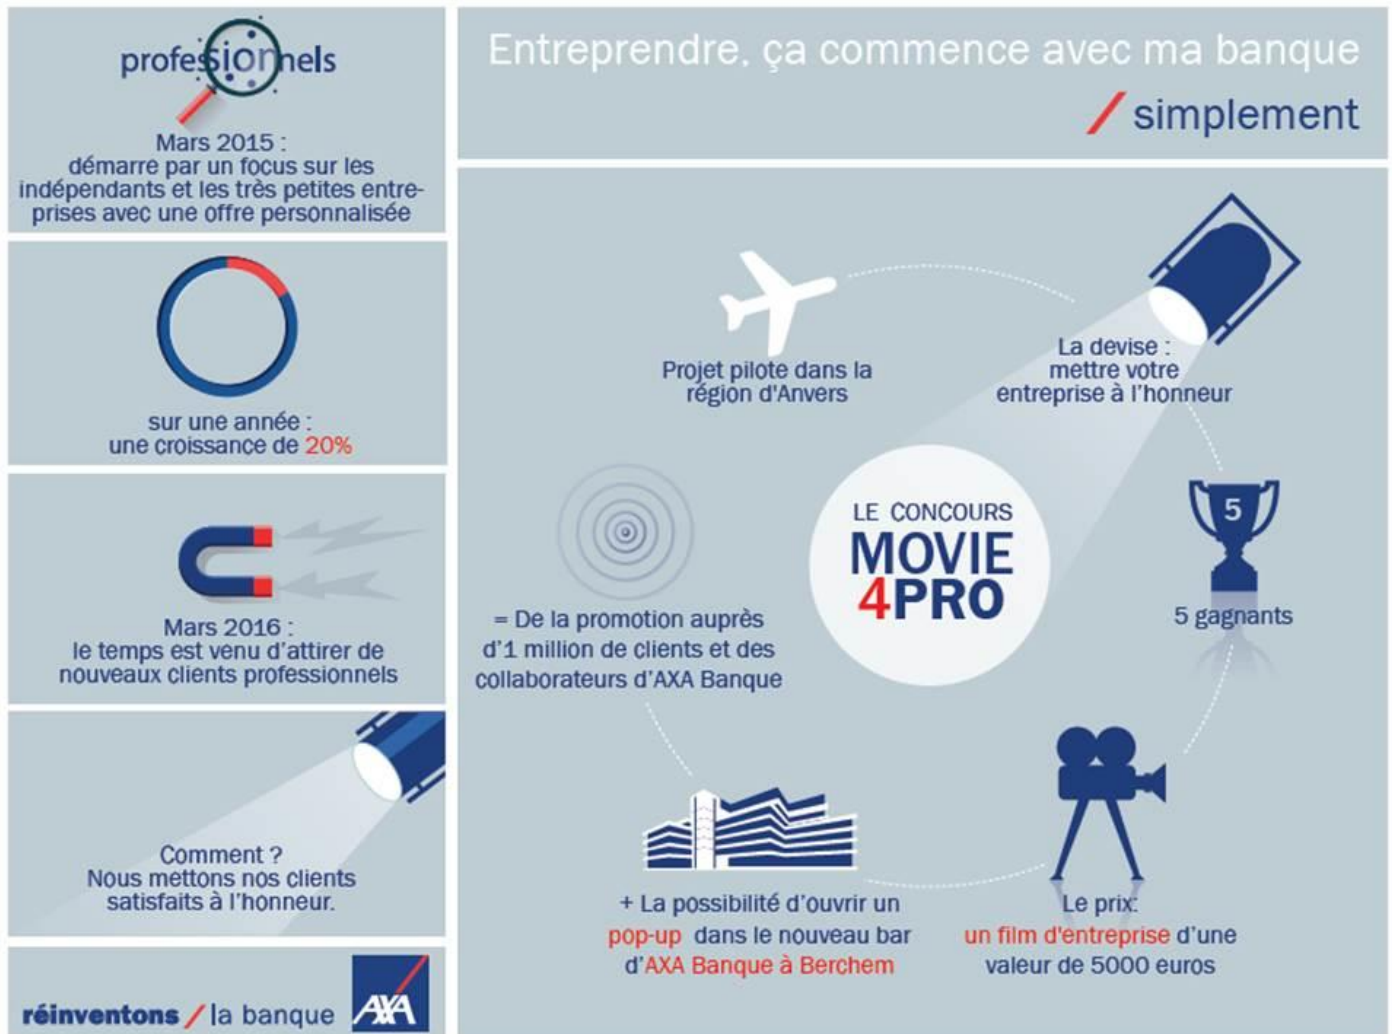 professionnels
Mars 2015 :
démarre par un focus sur les
indépendants et les très petites entre-
prises avec une offre personnalisée
sur une année :
une croissance de 20%
Mars 2016 :
le temps est venu d'attirer de
nouveaux clients professionnels
Comment ?
Nous mettons nos clients
satisfaits à l'honneur.
réinventons / la banque
AXA
Entreprendre, ça commence avec ma banque
/ simplement
Projet pilote dans la
région d'Anvers
La devise :
mettre votre
entreprise à l'honneur
LE CONCOURS
MOVIE
4PRO
5
5 gagnants
Le prix:
un film d'entreprise d'une
valeur de 5000 euros
+ La possibilité d'ouvrir un
pop-up dans le nouveau bar
d'AXA Banque à Berchem
= De la promotion auprès
d'1 million de clients et des
collaborateurs d'AXA Banque